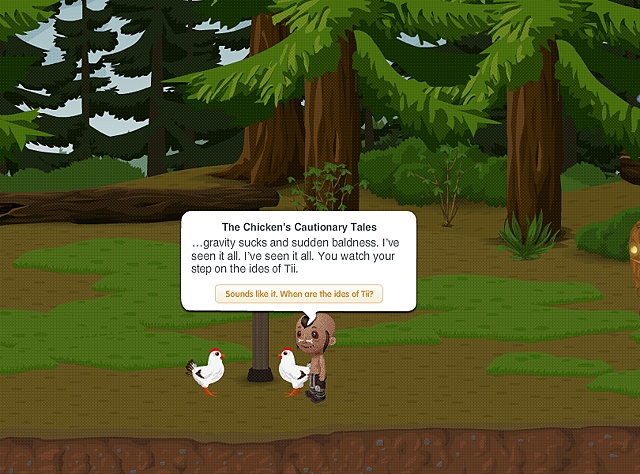 The Chicken's Cautionary Tales
...gravity sucks and sudden baldness. I've
seen it all. I've seen it all. You watch your
step on the ides of Tii.
Sounds like it. When are the ides of Tii?